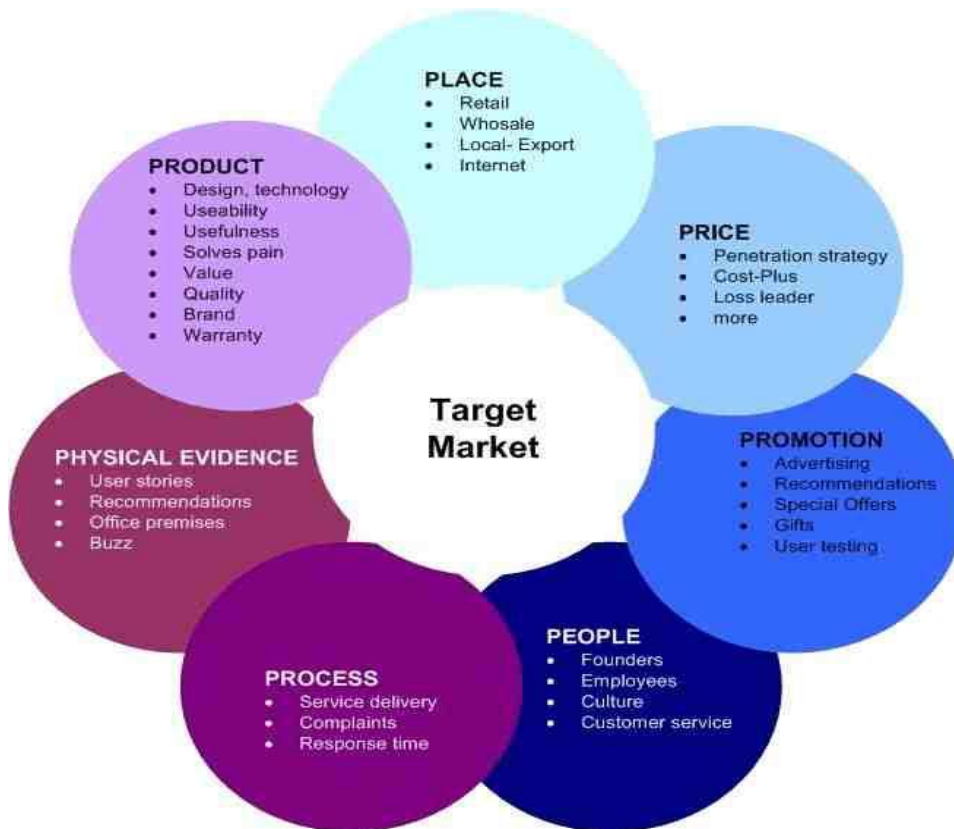 PLACE
• Retail
• Whosale
• Local- Export
• Internet
PRODUCT
• Design, technology
• Useability
• Usefulness
• Solves pain
• Value
• Quality
• Brand
• Warranty
PRICE
• Penetration strategy
• Cost-Plus
• Loss leader
• more
Target
Market
PHYSICAL EVIDENCE
• User stories
• Recommendations
• Office premises
• Buzz
PROMOTION
• Advertising
• Recommendations
• Special Offers
• Gifts
• User testing
PROCESS
• Service delivery
• Complaints
• Response time
PEOPLE
• Founders
• Employees
• Culture
• Customer service